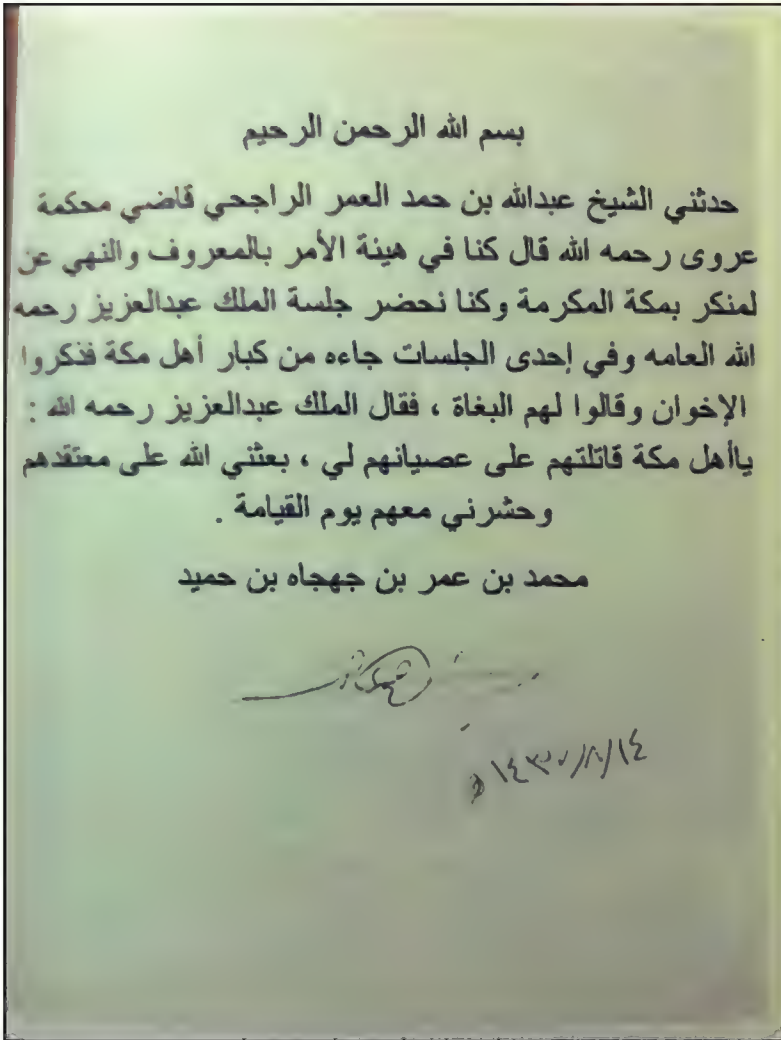 بسم الله الرحمن الرحيم
حدثني الشيخ عبدالله بن حمد العمر الراجحي قاضي محكمة
عروى رحمه الله قال كنا في هيئة الأمر بالمعروف والنهي عن
لمنكر بمكة المكرمة وكنا نحضر جلسة الملك عبدالعزيز رحمه
الله العامه وفي إحدى الجلسات جاءه من كبار أهل مكة فذكروا
الإخوان وقالوا لهم البغاة ، فقال الملك عبدالعزيز رحمه الله :
ياأهل مكة قاتلتهم على عصيانهم لي ، بعثني الله على معتقدهم
وحشرني معهم يوم القيامة .
محمد بن عمر بن جهجاه بن حميد